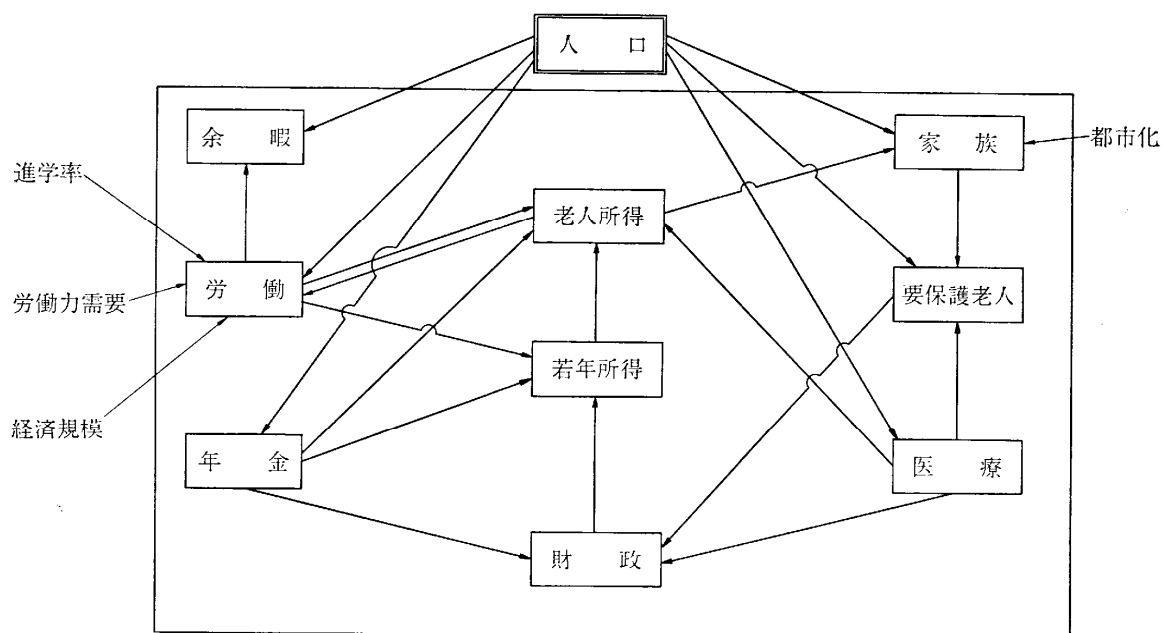 人口
余暇
家族
都市化
進学率
老人所得
労働
要保護老人
労働力需要
若年所得
経済規模
年金
医療
財政